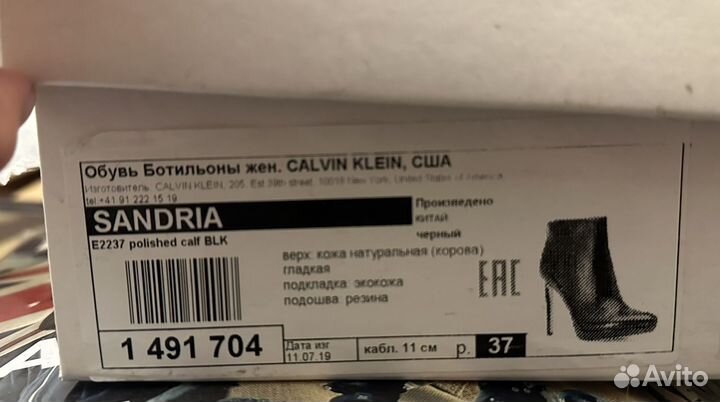 Обувь Ботильоны жен. CALVIN KLEIN, США
Изготовитель: CALVIN KLEIN, 205, Est 39th street, 10018 New York, United States of America
tel +41 91 222 15 19
SANDRIA
Произведено
КИТАЙ
черный
E2237 polished calf BLK
верх: кожа натуральная (корова)
гладкая
подкладка: экокожа
подошва: резина
EAC
1 491 704
Дата изг
11.07.19
кабл. 11 см
р. 37
Avito